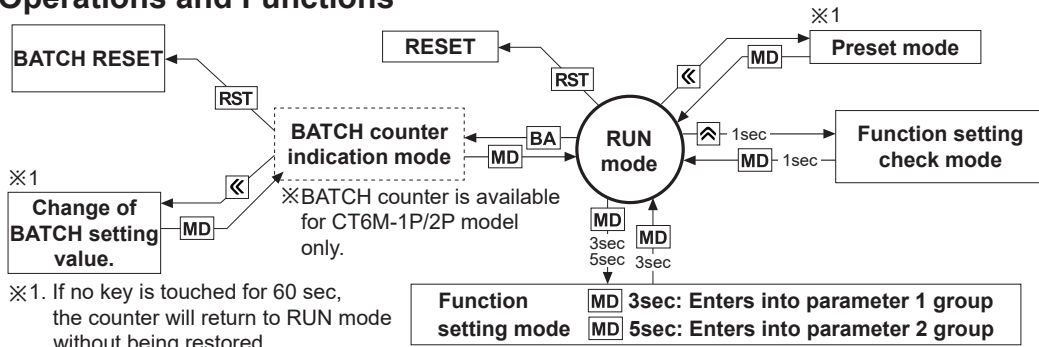 Operations and Functions
※1
BATCH RESET
RESET
Preset mode
RST
RST
MD
BATCH counter
indication mode
BA
MD
RUN
mode
1sec
MD 1sec
Function setting
check mode
※1
Change of
BATCH setting
value.
MD
※BATCH counter is available
for CT6M-1P/2P model
only.
MD
3sec
5sec
MD
3sec
※1. If no key is touched for 60 sec,
the counter will return to RUN mode
without being restored
Function
setting mode
MD 3sec: Enters into parameter 1 group
MD 5sec: Enters into parameter 2 group